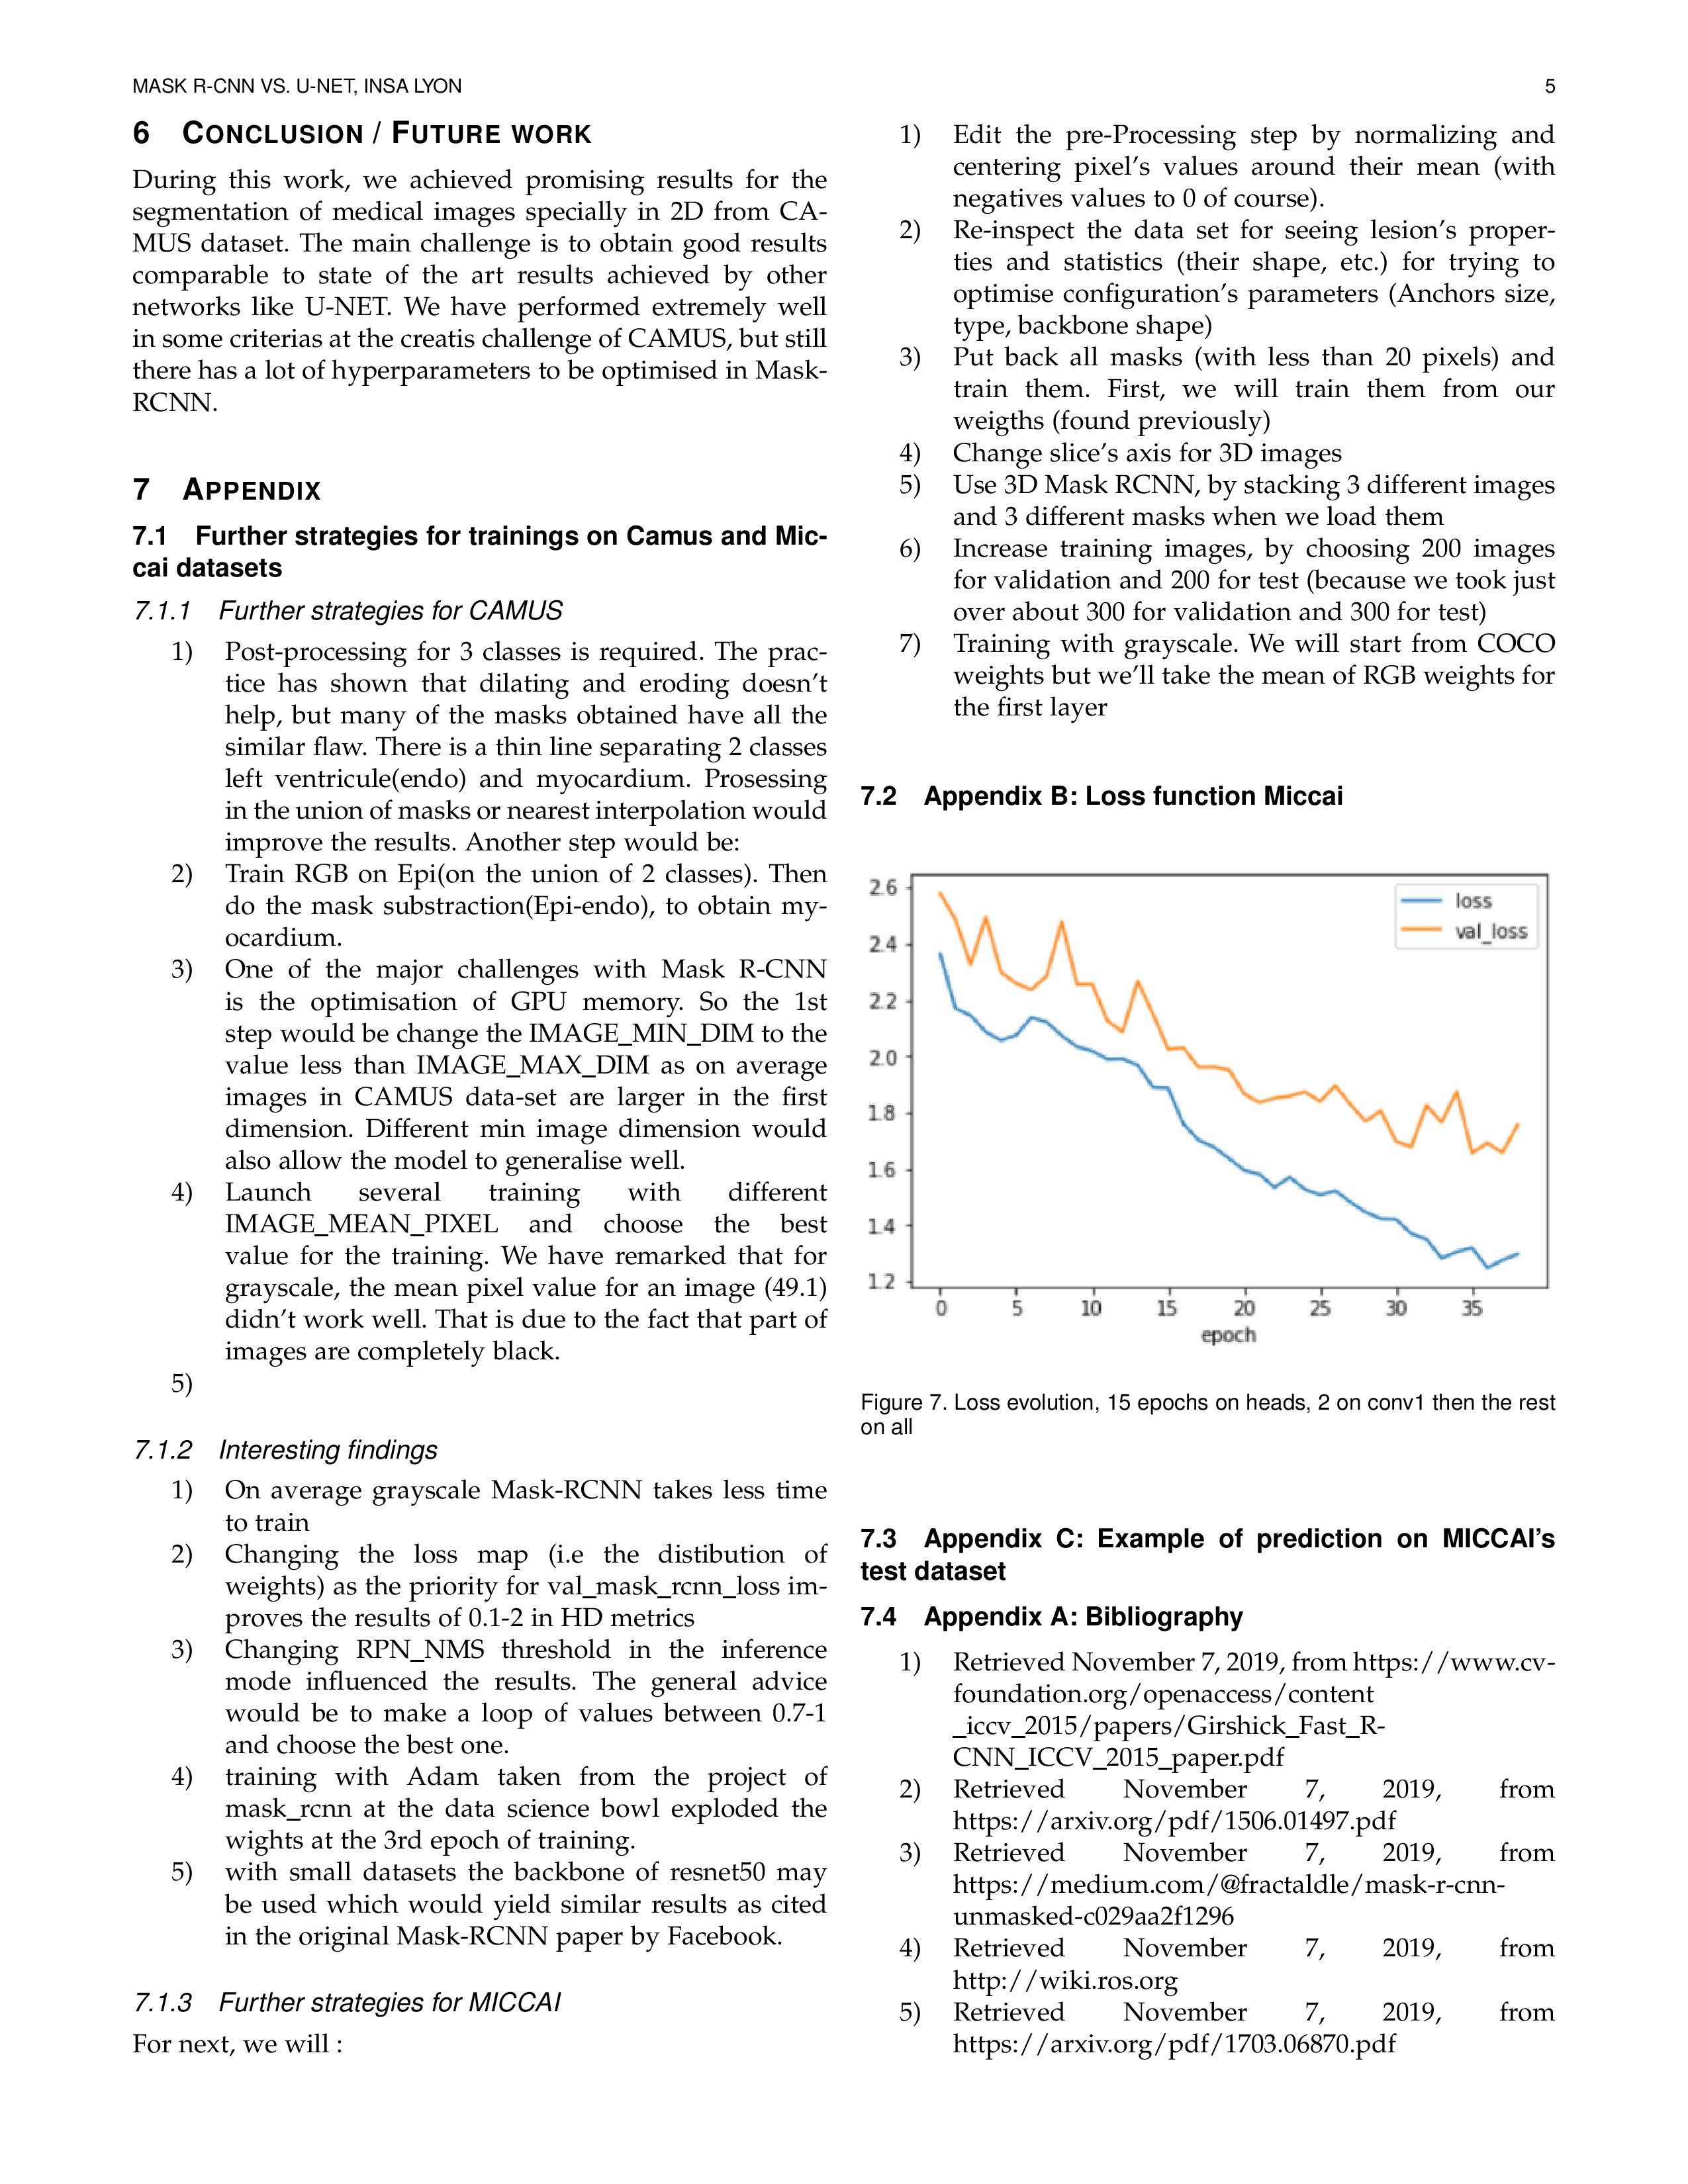 MASK R-CNN VS. U-NET, INSA LYON
5
6 CONCLUSION / FUTURE WORK
During this work, we achieved promising results for the
segmentation of medical images specially in 2D from CA-
MUS dataset. The main challenge is to obtain good results
comparable to state of the art results achieved by other
networks like U-NET. We have performed extremely well
in some criterias at the creatis challenge of CAMUS, but still
there has a lot of hyperparameters to be optimised in Mask-
RCNN.
7 APPENDIX
7.1 Further strategies for trainings on Camus and Mic-
cai datasets
7.1.1 Further strategies for CAMUS
1) Post-processing for 3 classes is required. The prac-
tice has shown that dilating and eroding doesn't
help, but many of the masks obtained have all the
similar flaw. There is a thin line separating 2 classes
left ventricule(endo) and myocardium. Prosessing
in the union of masks or nearest interpolation would
improve the results. Another step would be:
2) Train RGB on Epi(on the union of 2 classes). Then
do the mask substraction(Epi-endo), to obtain my-
ocardium.
3) One of the major challenges with Mask R-CNN
is the optimisation of GPU memory. So the 1st
step would be change the IMAGE_MIN_DIM to the
value less than IMAGE_MAX_DIM as on average
images in CAMUS data-set are larger in the first
dimension. Different min image dimension would
also allow the model to generalise well.
4) Launch several training with different
IMAGE_MEAN_PIXEL and choose the best
value for the training. We have remarked that for
grayscale, the mean pixel value for an image (49.1)
didn't work well. That is due to the fact that part of
images are completely black.
5)
7.1.2 Interesting findings
1) On average grayscale Mask-RCNN takes less time
to train
2) Changing the loss map (i.e the distibution of
weights) as the priority for val_mask_rcnn_loss im-
proves the results of 0.1-2 in HD metrics
3) Changing RPN_NMS threshold in the inference
mode influenced the results. The general advice
would be to make a loop of values between 0.7-1
and choose the best one.
4) training with Adam taken from the project of
mask_rcnn at the data science bowl exploded the
wights at the 3rd epoch of training.
5) with small datasets the backbone of resnet50 may
be used which would yield similar results as cited
in the original Mask-RCNN paper by Facebook.
7.1.3 Further strategies for MICCAI
For next, we will :
1) Edit the pre-Processing step by normalizing and
centering pixel's values around their mean (with
negatives values to 0 of course).
2) Re-inspect the data set for seeing lesion's proper-
ties and statistics (their shape, etc.) for trying to
optimise configuration's parameters (Anchors size,
type, backbone shape)
3) Put back all masks (with less than 20 pixels) and
train them. First, we will train them from our
weigths (found previously)
4) Change slice's axis for 3D images
5) Use 3D Mask RCNN, by stacking 3 different images
and 3 different masks when we load them
6) Increase training images, by choosing 200 images
for validation and 200 for test (because we took just
over about 300 for validation and 300 for test)
7) Training with grayscale. We will start from COCO
weights but we'll take the mean of RGB weights for
the first layer
7.2 Appendix B: Loss function Miccai
2.6
2.4
2.2
2.0
1.8
1.6
1.4
1.2
loss
val_loss
0 5 10 15 20 25 30 35
epoch
Figure 7. Loss evolution, 15 epochs on heads, 2 on conv1 then the rest
on all
7.3 Appendix C: Example of prediction on MICCAI's
test dataset
7.4 Appendix A: Bibliography
1) Retrieved November 7, 2019, from https://www.cv-
foundation.org/openaccess/content
_iccv_2015/papers/Girshick_Fast_R-
CNN_ICCV_2015_paper.pdf
2) Retrieved November 7, 2019, from
https://arxiv.org/pdf/1506.01497.pdf
3) Retrieved November 7, 2019, from
https://medium.com/@fractaldle/mask-r-cnn-
unmasked-c029aa2f1296
4) Retrieved November 7, 2019, from
http://wiki.ros.org
5) Retrieved November 7, 2019, from
https://arxiv.org/pdf/1703.06870.pdf